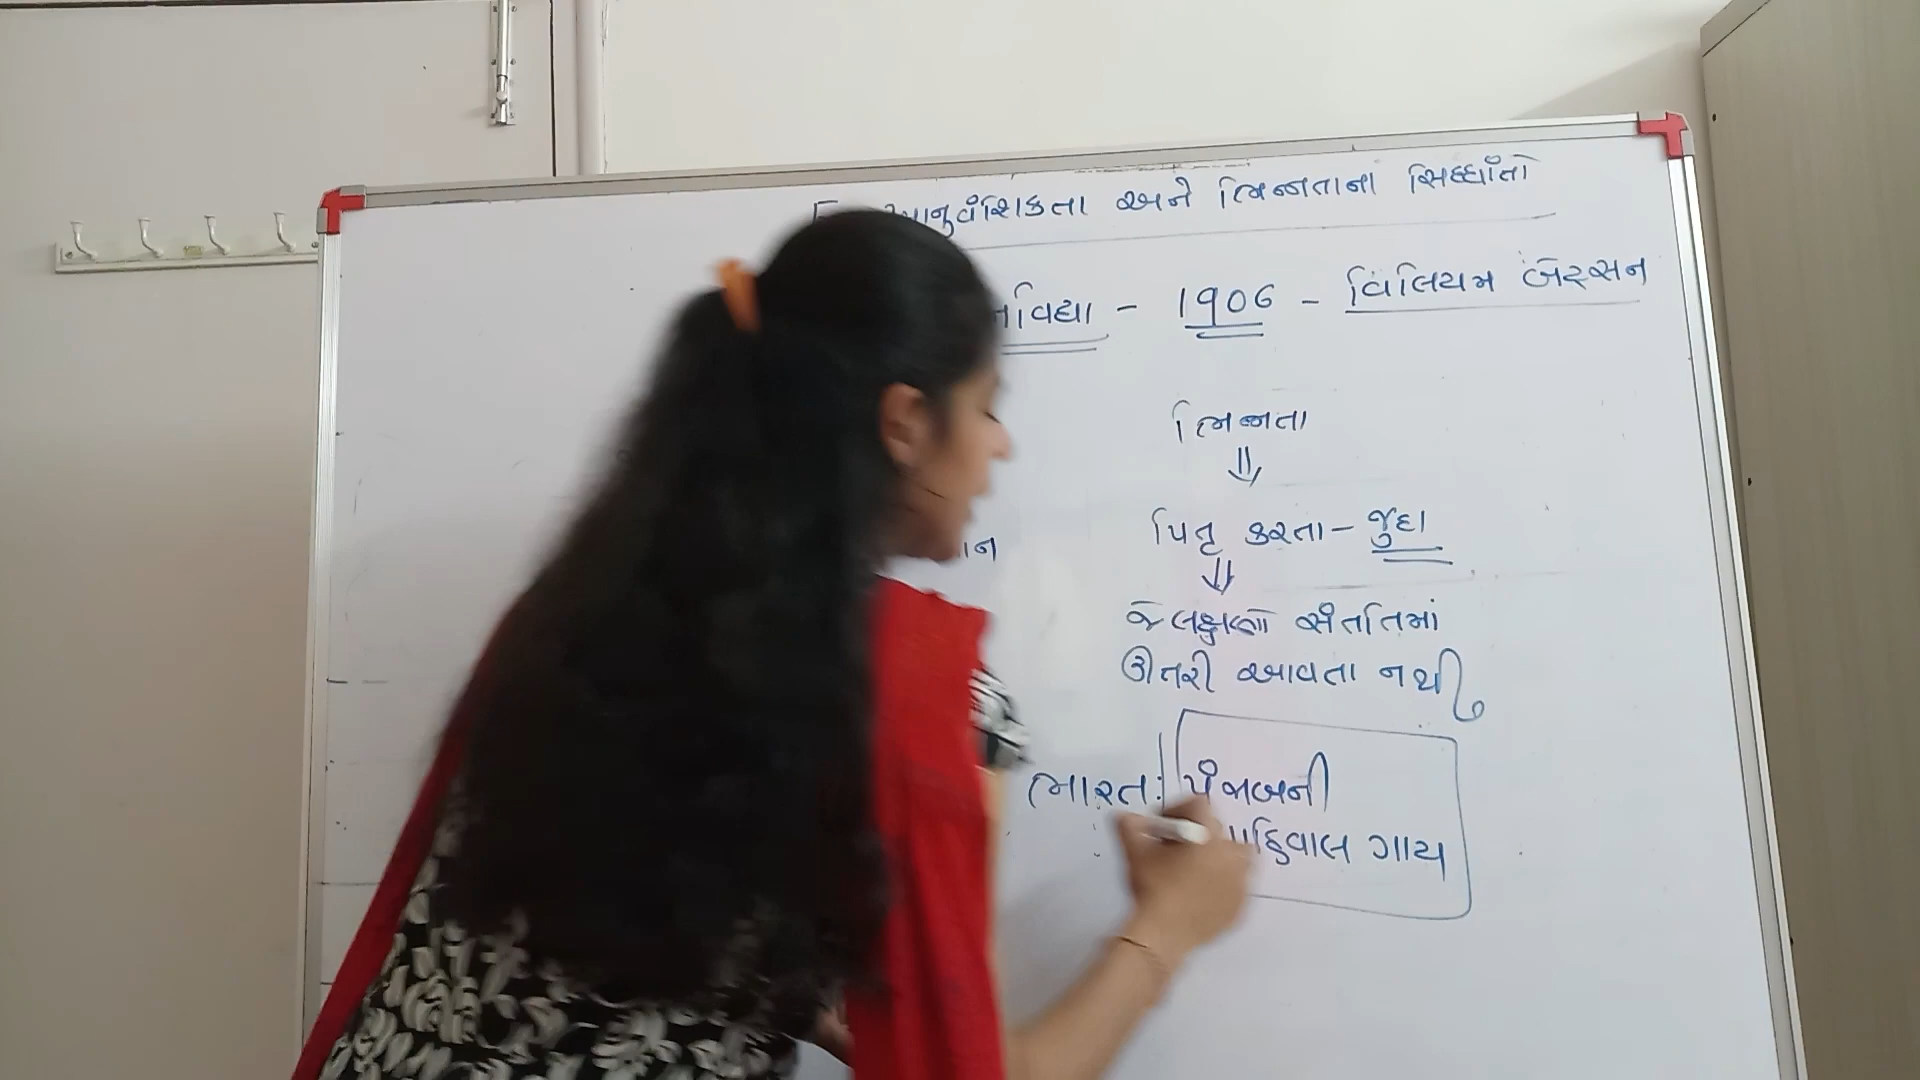 આનુવંશિકતા અને ભિન્નતાના સિધ્ધાંતો
વિદ્યા - 1906 - વિલિયમ બેટ્સન
ભિન્નતા
પિતૃ કરતા - જુદા
જે લક્ષણો સંતતિમાં
ઊતરી આવતા નથી
ભારત: પંજાબની
ગાય